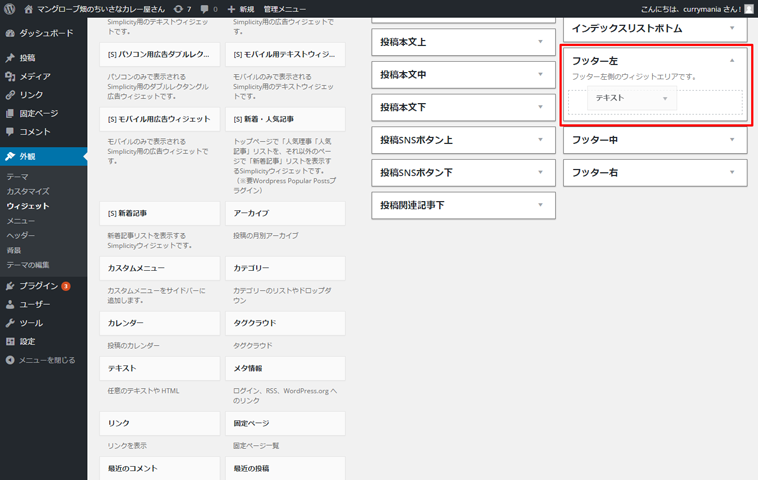 マングローブ畑のちいさなカレー屋さん 7 0 新規 管理メニュー こんにちは、currymania さん！
ダッシュボード
投稿
メディア
リンク
固定ページ
コメント
外観
テーマ
カスタマイズ
ウィジェット
メニュー
ヘッダー
背景
テーマの編集
プラグイン 3
ユーザー
ツール
設定
メニューを閉じる
Simplicity用のテキストウィジェットです。
[S] パソコン用広告ダブルレク...
パソコンのみで表示される
Simplicity用のダブルレクタングル
広告ウィジェットです。
[S] モバイル用広告ウィジェット
モバイルのみで表示される
Simplicity用の広告ウィジェットで
す。
[S] 新着記事
新着記事リストを表示する
Simplicityウィジェットです。
カスタムメニュー
カスタムメニューをサイドバーに
追加します。
カレンダー
投稿のカレンダー
テキスト
任意のテキストや HTML
リンク
リンクを表示
最近のコメント
Simplicity用のテキストウィジェットです。
[S] モバイル用テキストウィジ...
モバイルのみで表示される
Simplicity用のテキストウィジェットです。
[S] 新着・人気記事
トップページで「人気理事「人気
記事」リストを、それ以外のペー
ジで「新着記事」リストを表示す
るSimplicityウィジェットです。
（※要Wordpress Popular Postsプ
ラグイン）
アーカイブ
投稿の月別アーカイブ
カテゴリー
カテゴリーのリストやドロップダ
ウン
タグクラウド
タグクラウド
メタ情報
ログイン、RSS、WordPress.org へ
のリンク
固定ページ
固定ページ一覧
最近の投稿
投稿本文上
投稿本文中
投稿本文下
投稿SNSボタン上
投稿SNSボタン下
投稿関連記事下
インデックスリストボトム
フッター左
フッター左側のウィジットエリアです。
テキスト
フッター中
フッター右